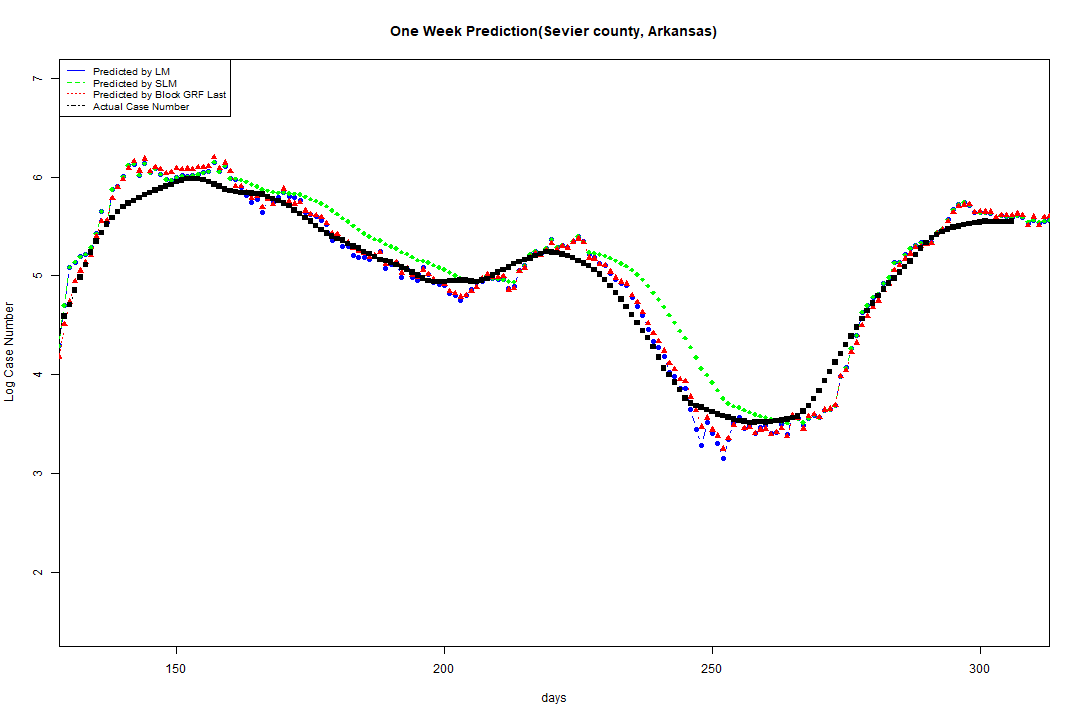 One Week Prediction(Sevier county, Arkansas)
Predicted by LM
Predicted by SLM
Predicted by Block GRF Last
Actual Case Number
7
6
5
4
3
2
Log Case Number
150 200 250 300
days